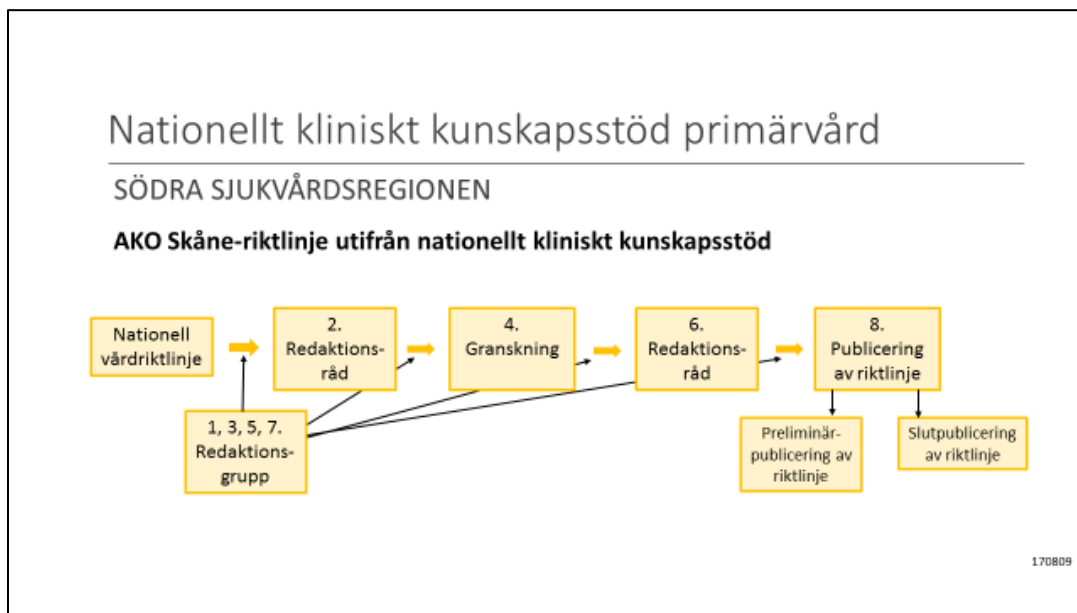 Nationellt kliniskt kunskapsstöd primärvård
SÖDRA SJUKVÅRDSREGIONEN
AKO Skåne-riktlinje utifrån nationellt kliniskt kunskapsstöd
Nationell
vårdriktlinje
2.
Redaktions-
råd
4.
Granskning
6.
Redaktions-
råd
8.
Publicering
av riktlinje
1, 3, 5, 7.
Redaktions-
grupp
Preliminär-
publicering av
riktlinje
Slutpublicering
av riktlinje
170809